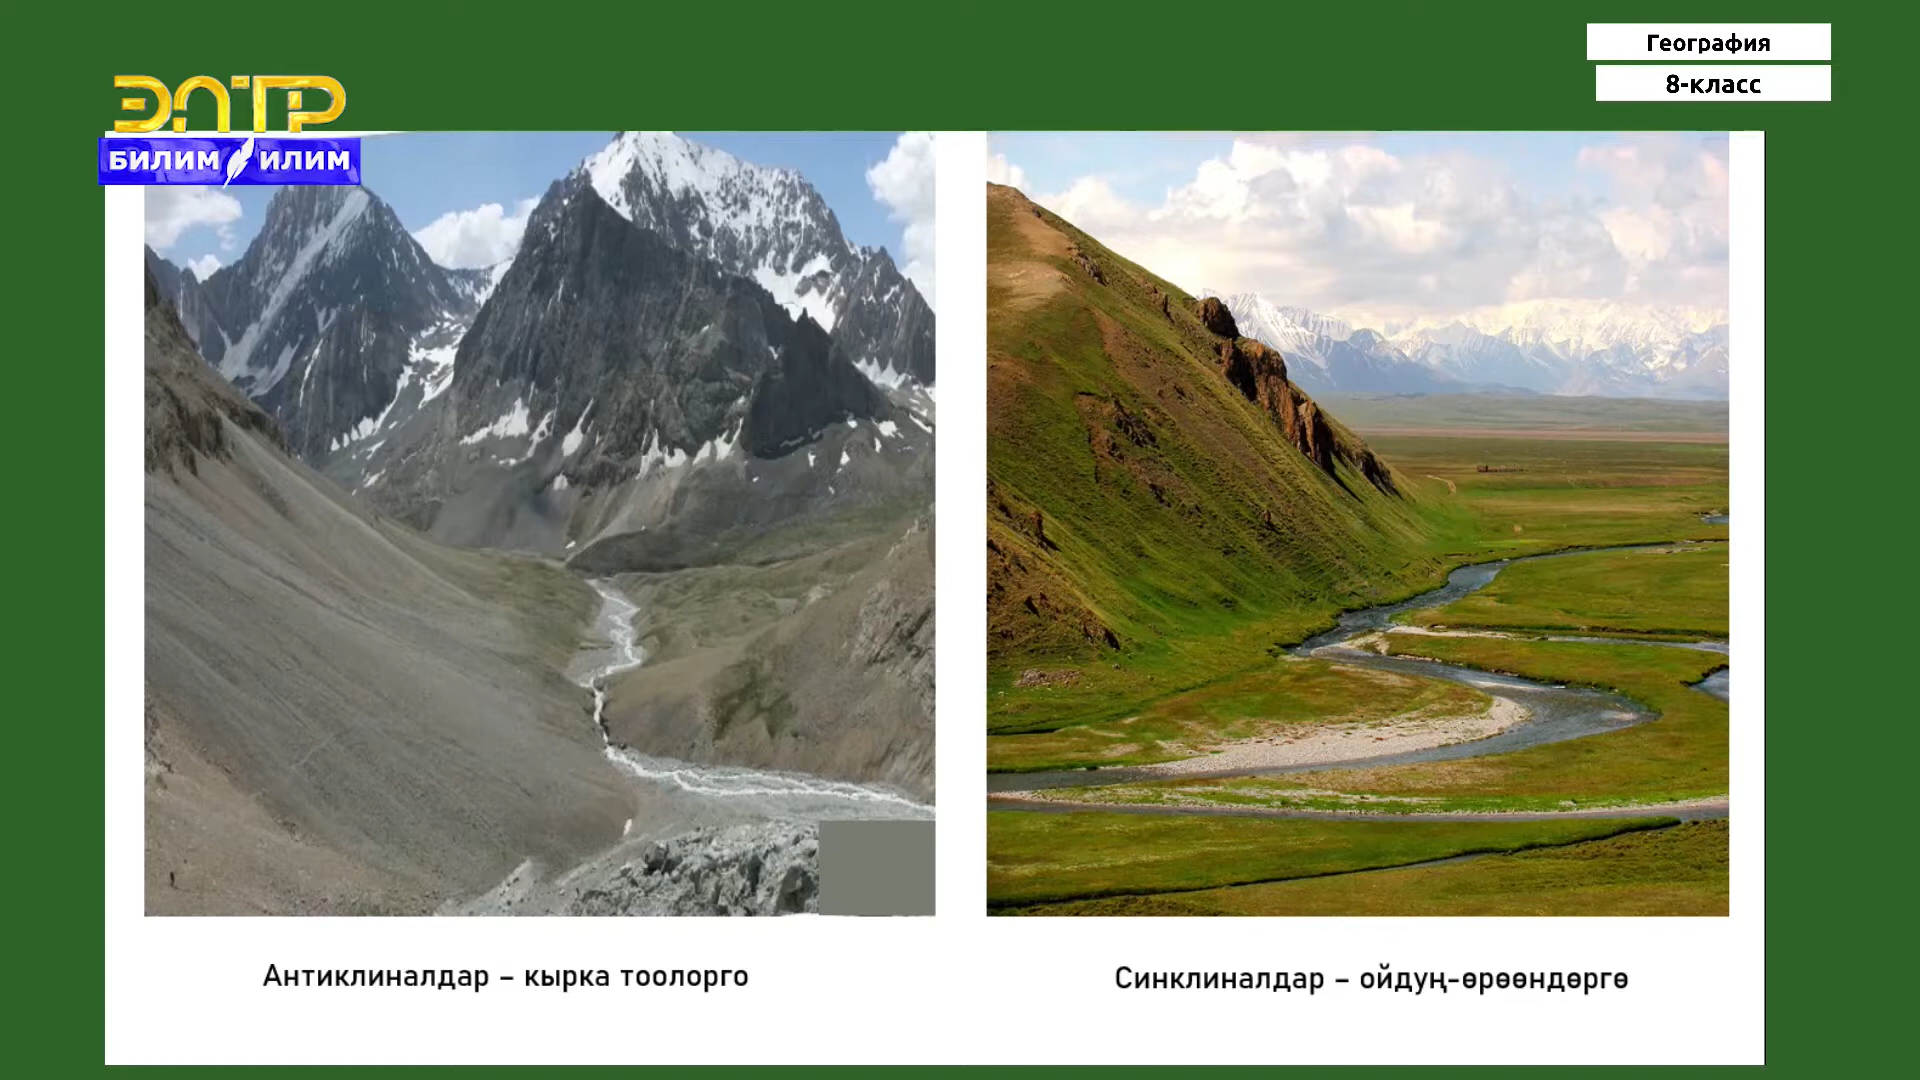 География
8-класс
ЭЛТР
БИЛИМ ИЛИМ
Антиклиналдар – кырка тоолорго
Синклиналдар – ойдуң-өрөөндөргө